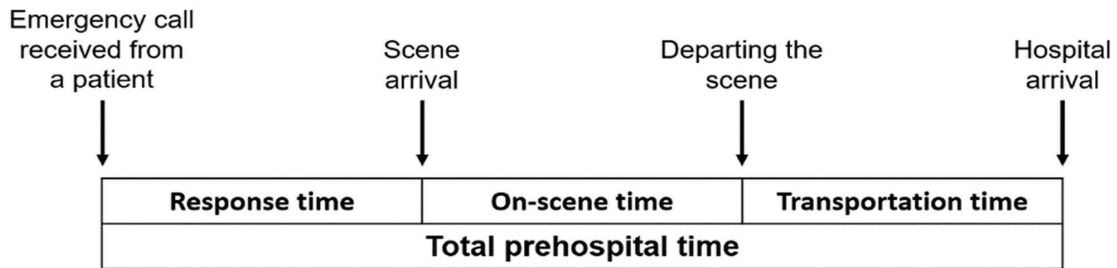 Emergency call
received from
a patient
Scene
arrival
Departing the
scene
Hospital
arrival
Response time
On-scene time
Transportation time
Total prehospital time